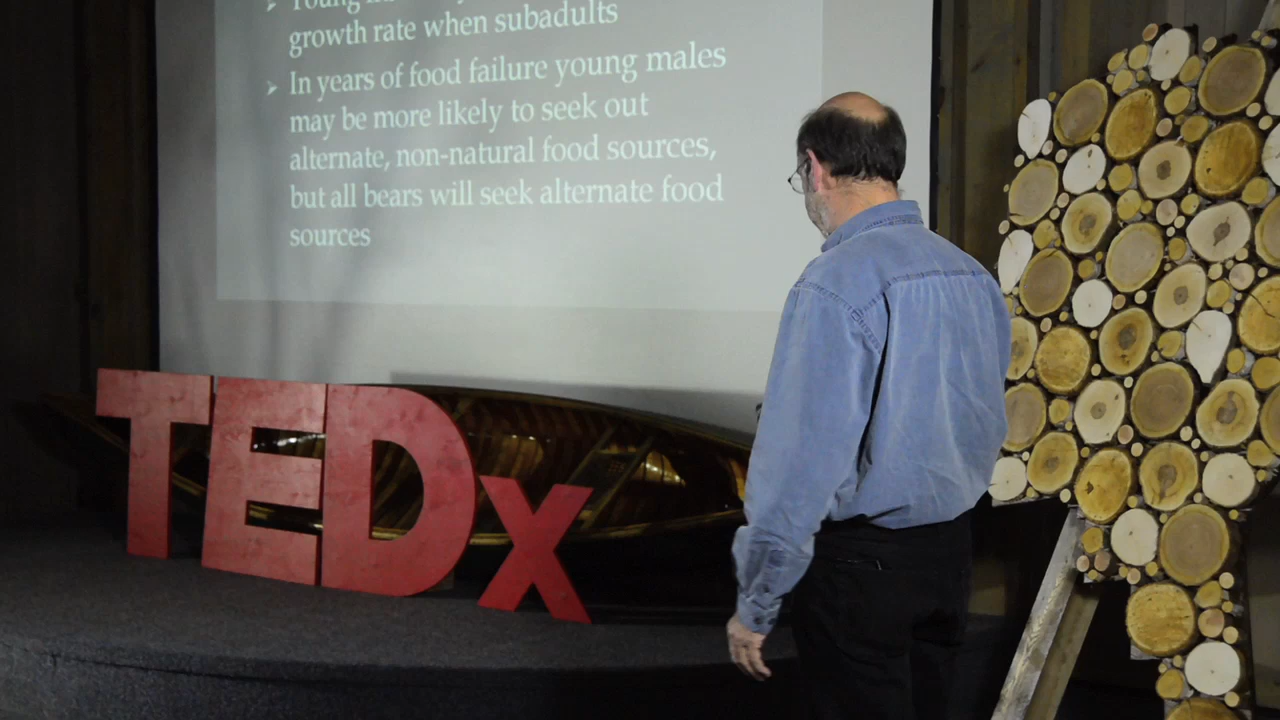 growth rate when subadults
➢ In years of food failure young males
may be more likely to seek out
alternate, non-natural food sources,
but all bears will seek alternate food
sources
TEDx